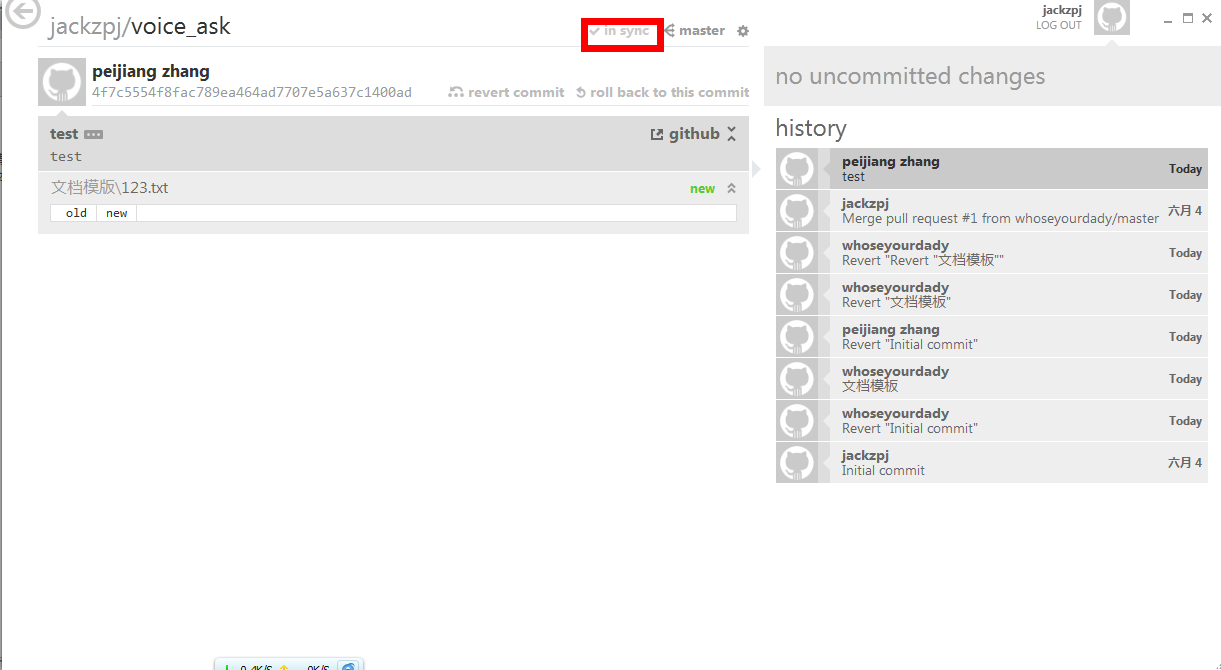 jackzpj/voice_ask
in sync
master
jackzpj
LOG OUT
peijiang zhang
4f7c5554f8fac789ea464ad7707e5a637c1400ad
revert commit
roll back to this commit
test
github
test
文档模版\123.txt
new
old new
no uncommitted changes
history
peijiang zhang
test
Today
jackzpj
Merge pull request #1 from whoseyourdady/master
六月 4
whoseyourdady
Revert "Revert "文档模板""
Today
whoseyourdady
Revert "文档模板"
Today
peijiang zhang
Revert "Initial commit"
Today
whoseyourdady
文档模板
Today
whoseyourdady
Revert "Initial commit"
Today
jackzpj
Initial commit
六月 4